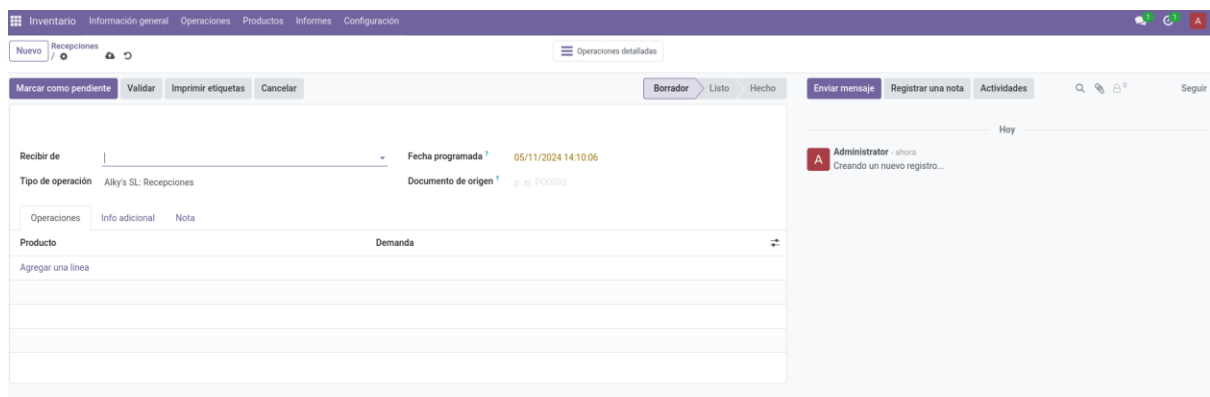 Inventario Información general Operaciones Productos Informes Configuración 1 1 A
Nuevo Recepciones /
Operaciones detalladas
Marcar como pendiente Validar Imprimir etiquetas Cancelar Borrador Listo Hecho Enviar mensaje Registrar una nota Actividades 0 Seguir
Hoy
Recibir de Fecha programada ? 05/11/2024 14:10:06
A Administrator - ahora
Creando un nuevo registro...
Tipo de operación Alky's SL: Recepciones Documento de origen ? p. ej. PO0032
Operaciones Info adicional Nota
Producto Demanda
Agregar una línea